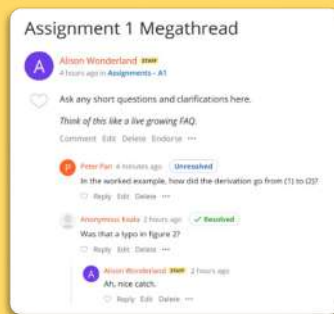 Assignment 1 Megathread
A
Alison Wonderland STAFF
4 hours ago in Assignments – A1
Ask any short questions and clarifications here.
Think of this like a live growing FAQ.
Comment Edit Delete Endorse ···
P
Peter Pan 4 minutes ago Unresolved
In the worked example, how did the derivation go from (1) to (2)?
Reply Edit Delete ···
Anonymous Koala 2 hours ago ✓ Resolved
Was that a typo in figure 2?
Reply Edit Delete ···
A
Alison Wonderland STAFF 2 hours ago
Ah, nice catch.
Reply Edit Delete ···